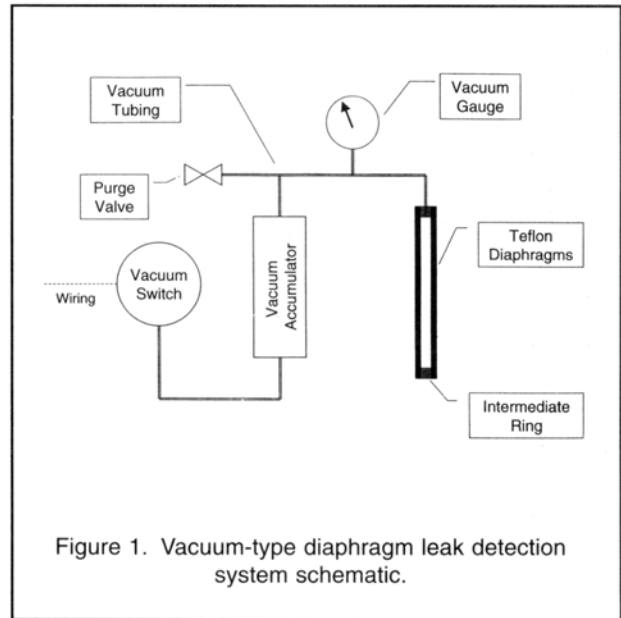 Vacuum
Tubing
Vacuum
Gauge
Purge
Valve
Teflon
Diaphragms
Vacuum
Switch
Wiring
Vacuum
Accumulator
Intermediate
Ring
Figure 1. Vacuum-type diaphragm leak detection
system schematic.